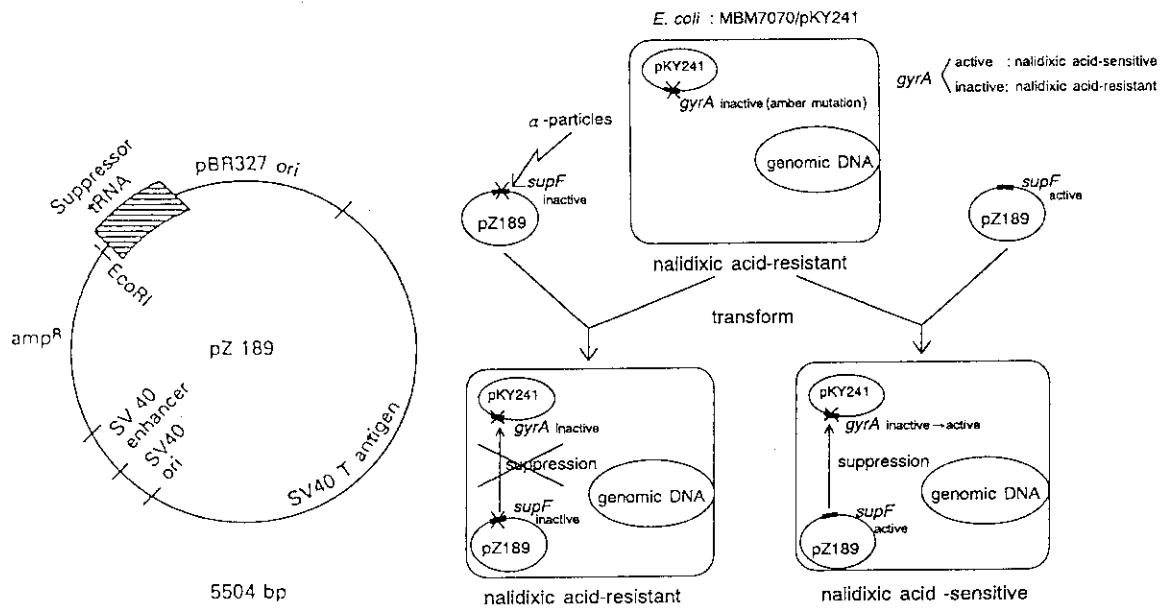 Suppressor
tRNA
pBR327 ori
EcoRI
ampR
pZ 189
SV 40
enhancer
SV40
ori
SV40 T antigen
5504 bp
E. coli : MBM7070/pKY241
pKY241
gyrA inactive (amber mutation)
genomic DNA
nalidixic acid-resistant
gyrA
active : nalidixic acid-sensitive
inactive: nalidixic acid-resistant
α -particles
supF
inactive
pZ189
supF
active
pZ189
transform
pKY241
gyrA inactive
suppression
genomic DNA
supF
inactive
pZ189
nalidixic acid-resistant
pKY241
gyrA inactive→active
suppression
genomic DNA
supF
active
pZ189
nalidixic acid -sensitive